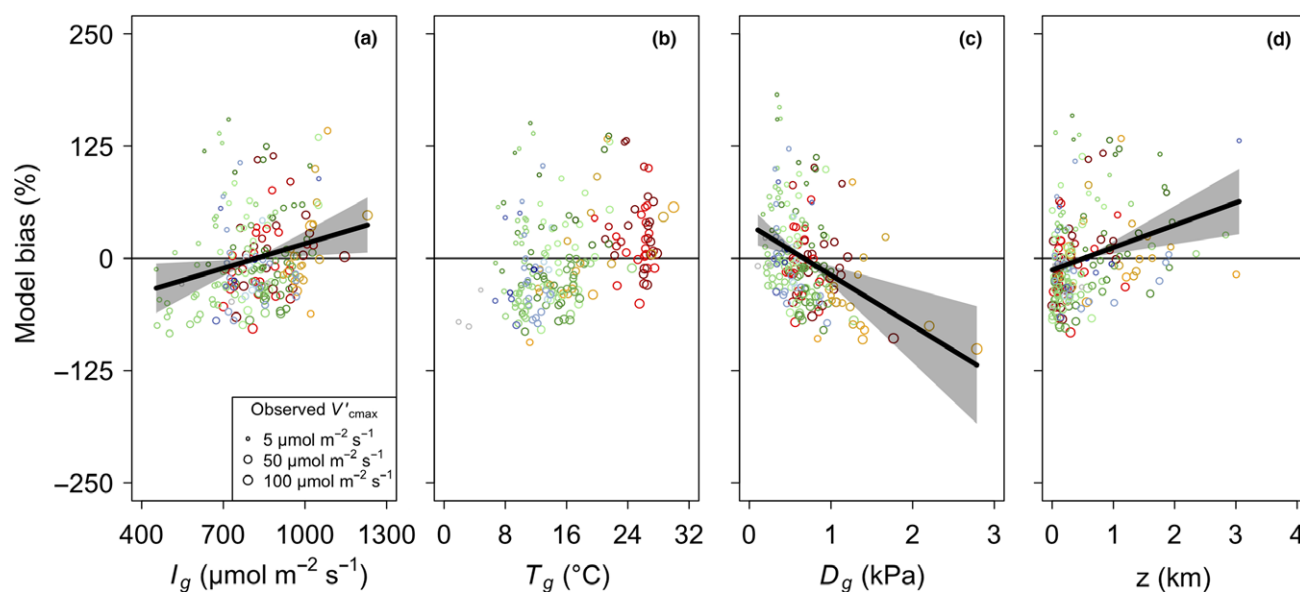 (a)
(b)
(c)
(d)
Model bias (%)
250
125
0
−125
−250
Observed V'cmax
5 µmol m−2 s−1
50 µmol m−2 s−1
100 µmol m−2 s−1
400 700 1000 1300
0 8 16 24 32
0 1 2 3
0 1 2 3 4
Ig (µmol m−2 s−1)
Tg (°C)
Dg (kPa)
z (km)